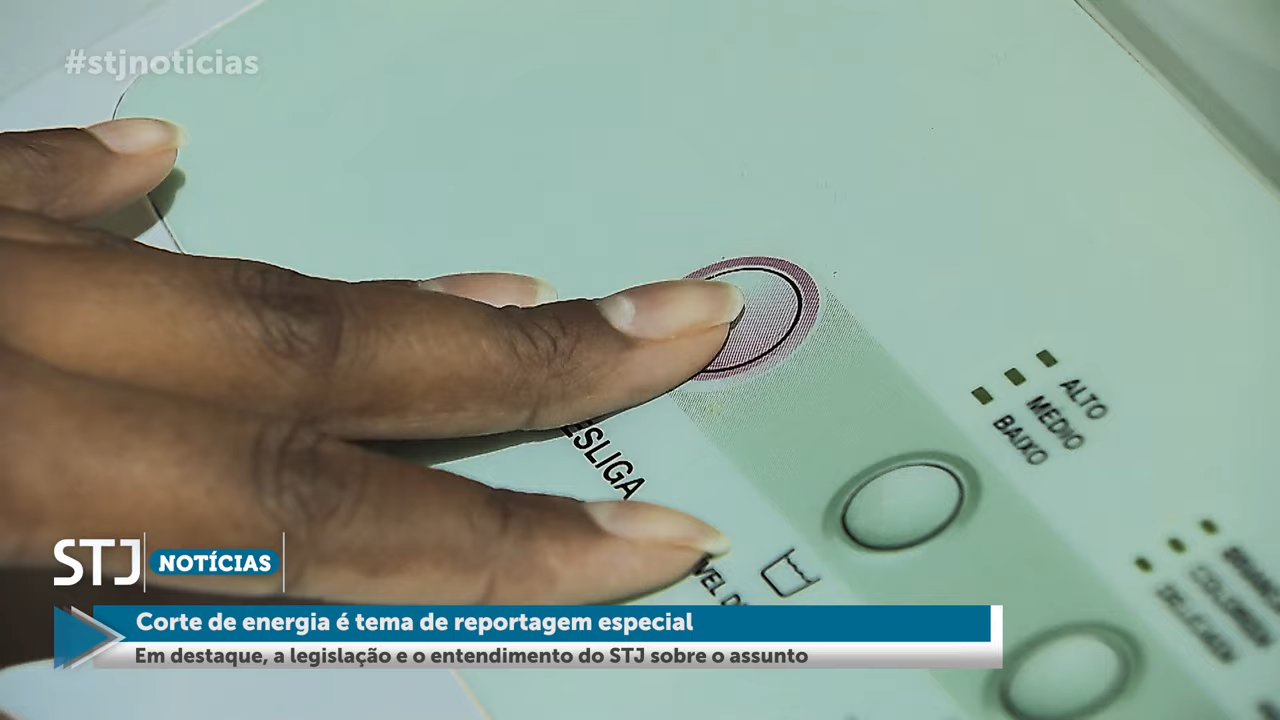 #stjnoticias
ALTO
MEDIO
BAIXO
ESLIGA
STJ NOTÍCIAS
Corte de energia é tema de reportagem especial
Em destaque, a legislação e o entendimento do STJ sobre o assunto